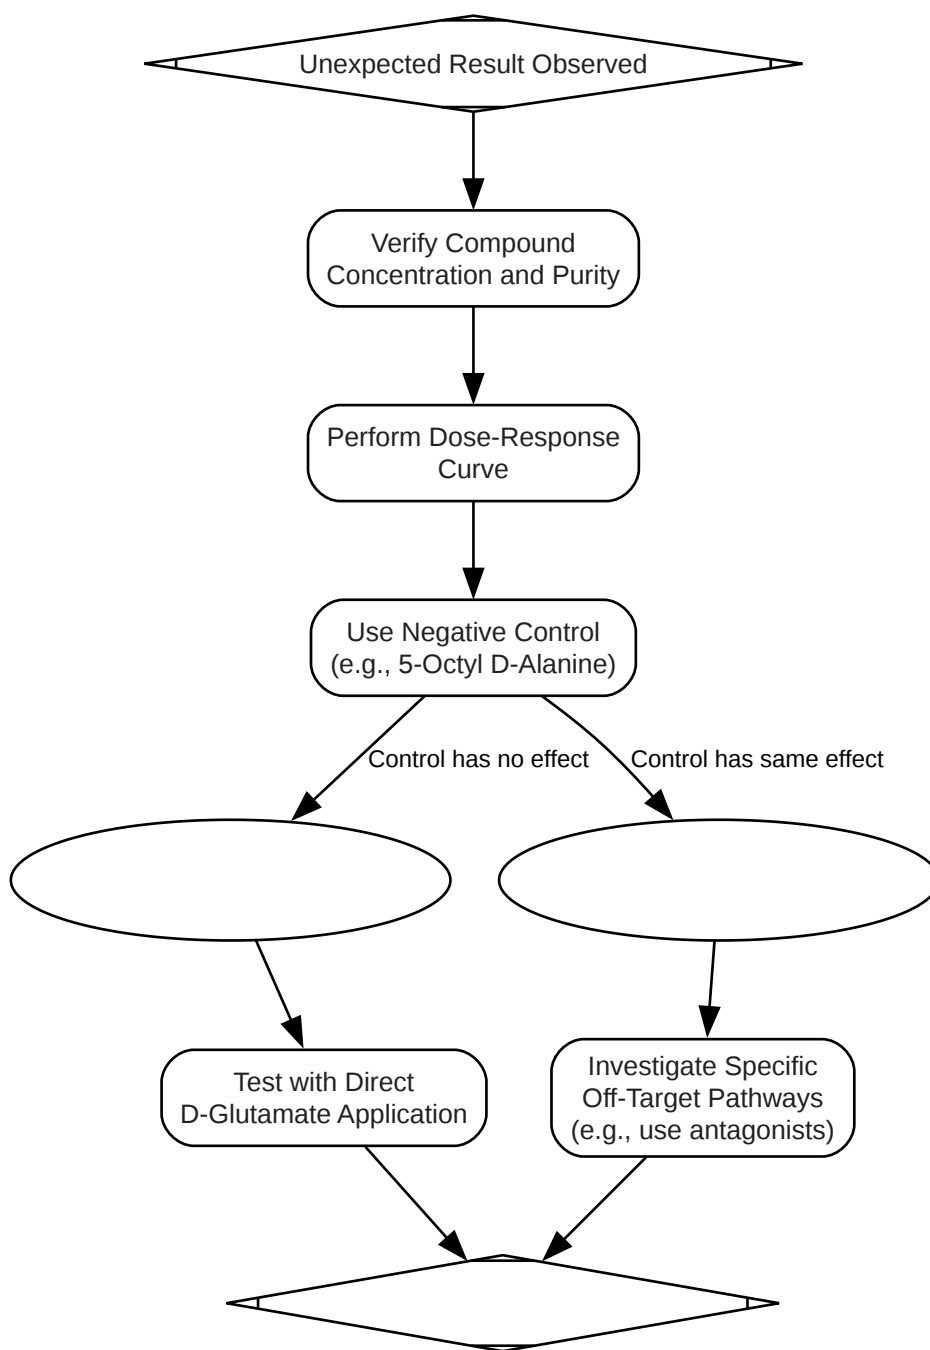 Unexpected Result Observed
Verify Compound
Concentration and Purity
Perform Dose-Response
Curve
Use Negative Control
(e.g., 5-Octyl D-Alanine)
Control has no effect
Control has same effect
Test with Direct
D-Glutamate Application
Investigate Specific
Off-Target Pathways
(e.g., use antagonists)